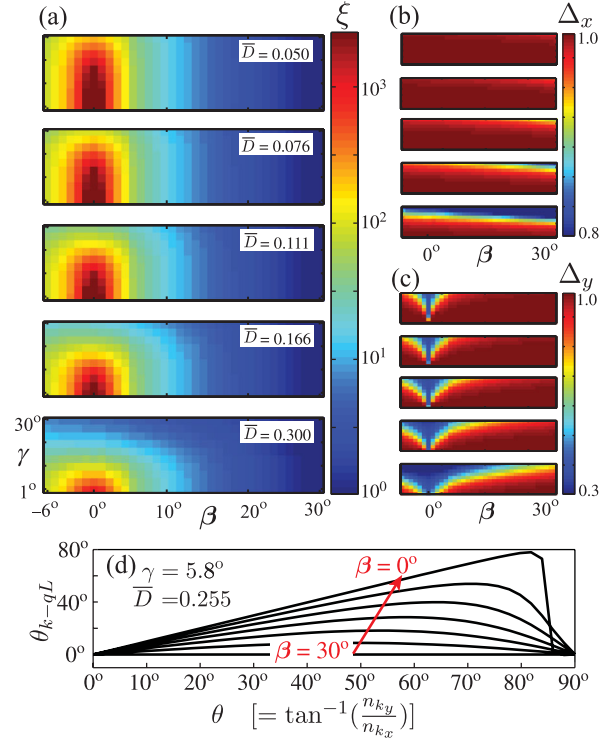 (a)
ξ
D̅ = 0.050
D̅ = 0.076
D̅ = 0.111
D̅ = 0.166
D̅ = 0.300
10³
10²
10¹
10⁰
30°
γ
1°
−6° 0° 10° 20° 30°
β
(b)
Δx
1.0
0.8
0° 30°
β
(c)
Δy
1.0
0.3
0° 30°
β
(d)
γ = 5.8°
D̅ =0.255
β = 0°
β = 30°
80°
40°
0°
θk−qL
0° 10° 20° 30° 40° 50° 60° 70° 80° 90°
θ [= tan⁻¹(nky/nkx)]